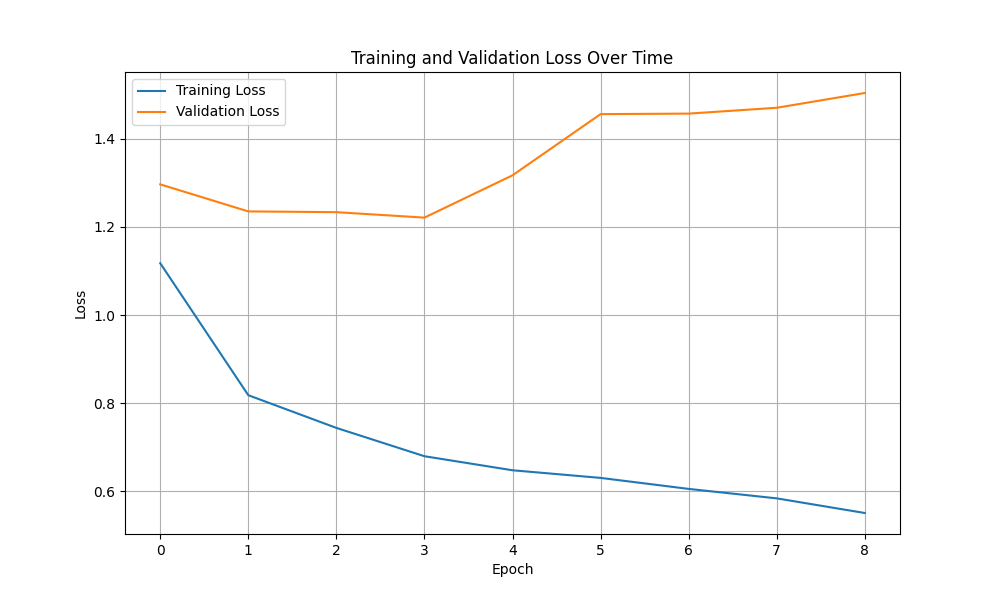 Training and Validation Loss Over Time
Training Loss
Validation Loss
1.4
1.2
1.0
0.8
0.6
Loss
0 1 2 3 4 5 6 7 8
Epoch